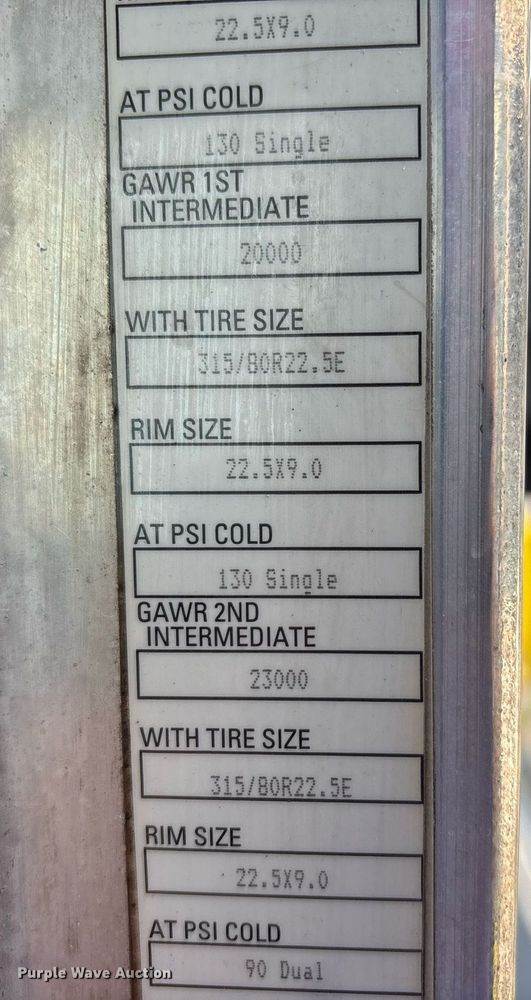 22.5X9.0
AT PSI COLD
130 Single
GAWR 1ST
INTERMEDIATE
20000
WITH TIRE SIZE
315/80R22.5E
RIM SIZE
22.5X9.0
AT PSI COLD
130 Single
GAWR 2ND
INTERMEDIATE
23000
WITH TIRE SIZE
315/80R22.5E
RIM SIZE
22.5X9.0
AT PSI COLD
90 Dual
Purple Wave Auction